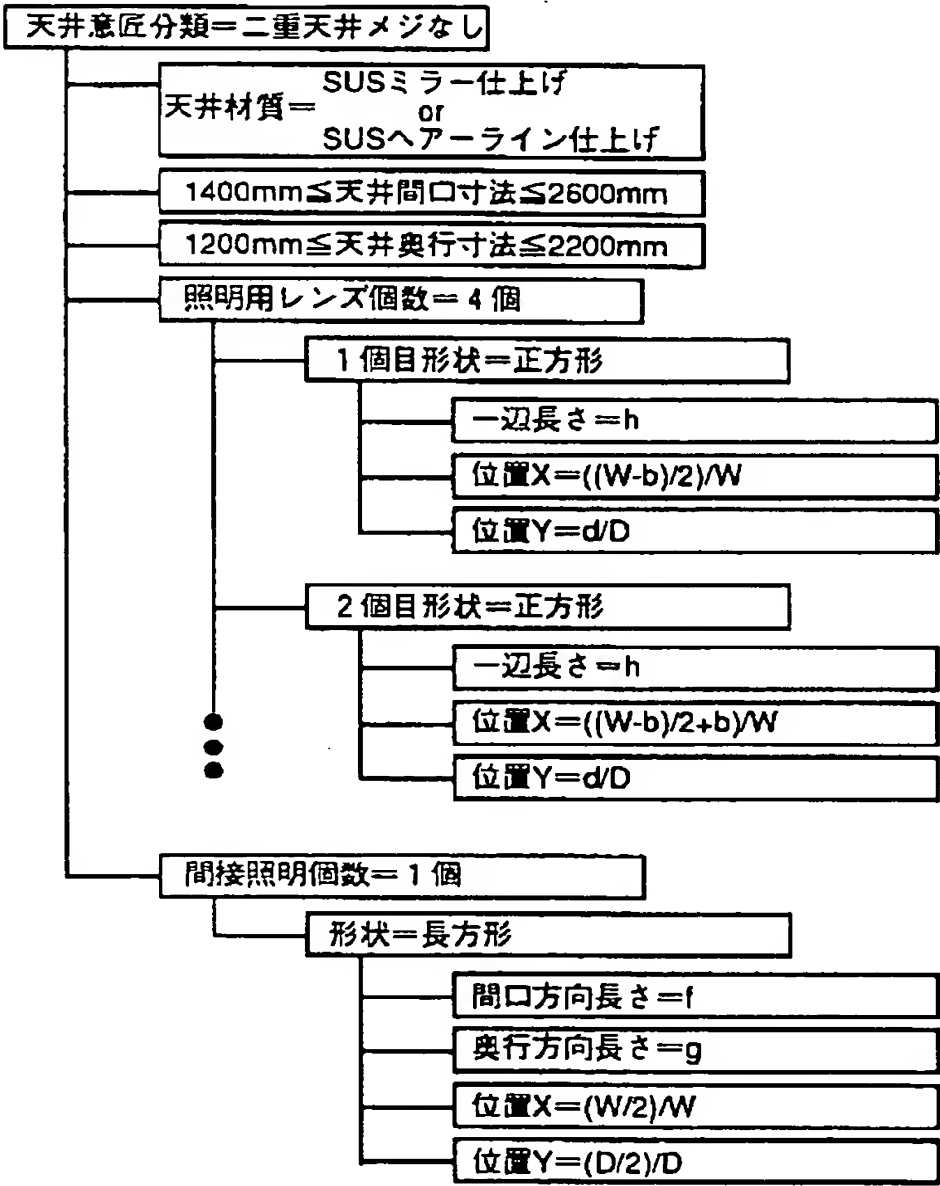 天井意匠分類＝二重天井メジなし
SUSミラー仕上げ
天井材質＝ or
SUSヘアーライン仕上げ
1400mm≦天井間口寸法≦2600mm
1200mm≦天井奥行寸法≦2200mm
照明用レンズ個数＝4個
1個目形状＝正方形
一辺長さ＝h
位置X＝((W-b)/2)/W
位置Y＝d/D
2個目形状＝正方形
一辺長さ＝h
位置X＝((W-b)/2+b)/W
位置Y＝d/D
間接照明個数＝1個
形状＝長方形
間口方向長さ＝f
奥行方向長さ＝g
位置X＝(W/2)/W
位置Y＝(D/2)/D